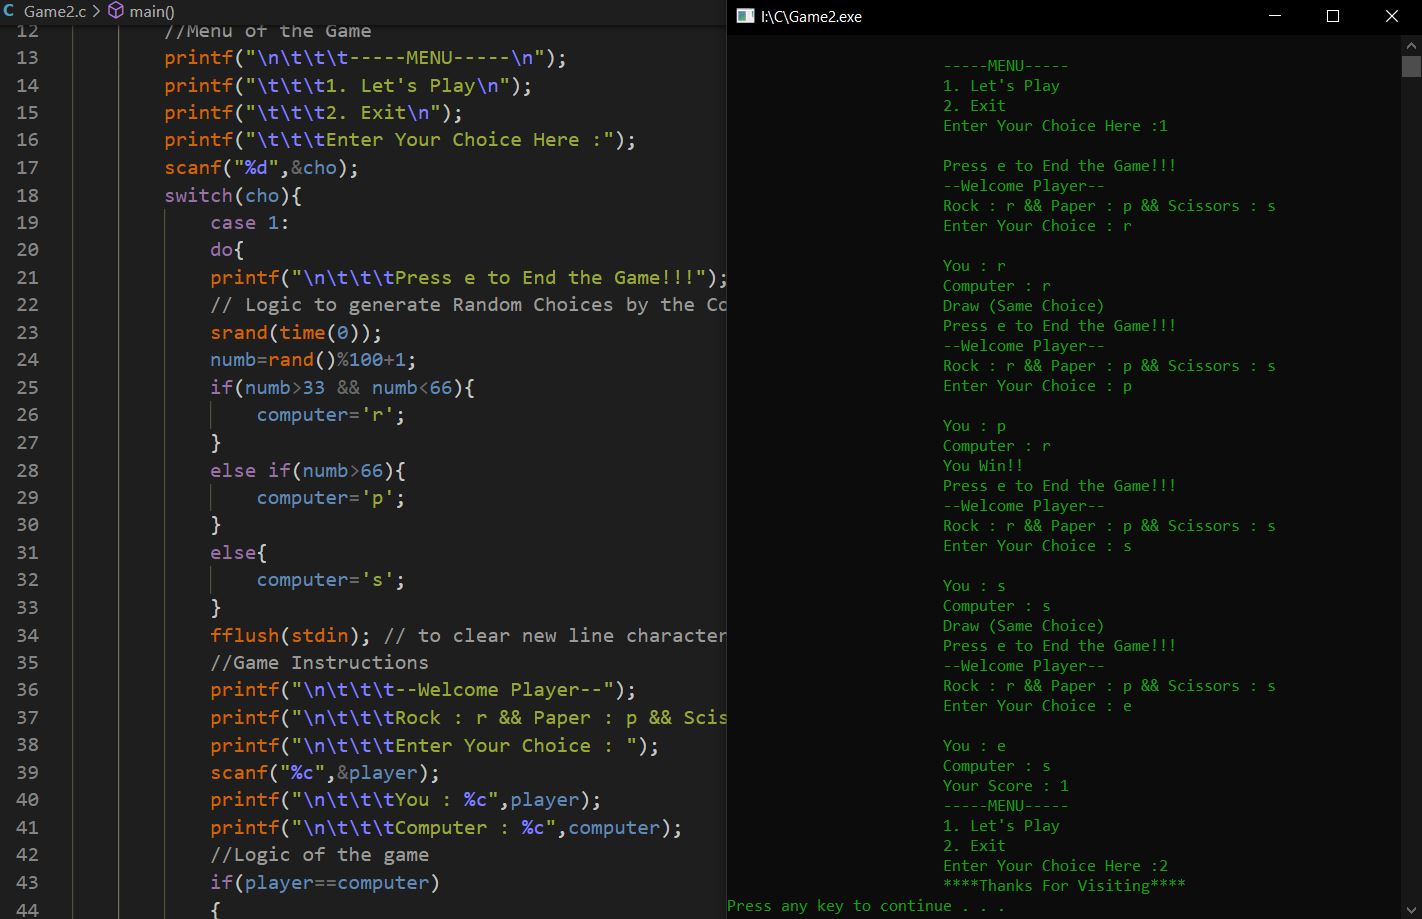 Game2.c > main()
12 //Menu of the Game
13 printf("\n\t\t\t-----MENU-----\n");
14 printf("\t\t\t1. Let's Play\n");
15 printf("\t\t\t2. Exit\n");
16 printf("\t\t\tEnter Your Choice Here :");
17 scanf("%d",&cho);
18 switch(cho){
19 case 1:
20 do{
21 printf("\n\t\t\tPress e to End the Game!!!");
22 // Logic to generate Random Choices by the Co
23 srand(time(0));
24 numb=rand()%100+1;
25 if(numb>33 && numb<66){
26 computer='r';
27 }
28 else if(numb>66){
29 computer='p';
30 }
31 else{
32 computer='s';
33 }
34 fflush(stdin); // to clear new line character
35 //Game Instructions
36 printf("\n\t\t\t--Welcome Player--");
37 printf("\n\t\t\tRock : r && Paper : p && Scis
38 printf("\n\t\t\tEnter Your Choice : ");
39 scanf("%c",&player);
40 printf("\n\t\t\tYou : %c",player);
41 printf("\n\t\t\tComputer : %c",computer);
42 //Logic of the game
43 if(player==computer)
44 {
I:\C\Game2.exe
-----MENU-----
1. Let's Play
2. Exit
Enter Your Choice Here :1
Press e to End the Game!!!
--Welcome Player--
Rock : r && Paper : p && Scissors : s
Enter Your Choice : r
You : r
Computer : r
Draw (Same Choice)
Press e to End the Game!!!
--Welcome Player--
Rock : r && Paper : p && Scissors : s
Enter Your Choice : p
You : p
Computer : r
You Win!!
Press e to End the Game!!!
--Welcome Player--
Rock : r && Paper : p && Scissors : s
Enter Your Choice : s
You : s
Computer : s
Draw (Same Choice)
Press e to End the Game!!!
--Welcome Player--
Rock : r && Paper : p && Scissors : s
Enter Your Choice : e
You : e
Computer : s
Your Score : 1
-----MENU-----
1. Let's Play
2. Exit
Enter Your Choice Here :2
****Thanks For Visiting****
Press any key to continue . . .